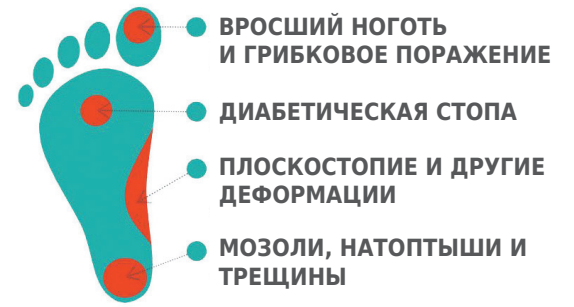 ВРОСШИЙ НОГОТЬ
И ГРИБКОВОЕ ПОРАЖЕНИЕ
ДИАБЕТИЧЕСКАЯ СТОПА
ПЛОСКОСТОПИЕ И ДРУГИЕ
ДЕФОРМАЦИИ
МОЗОЛИ, НАТОПТЫШИ И
ТРЕЩИНЫ